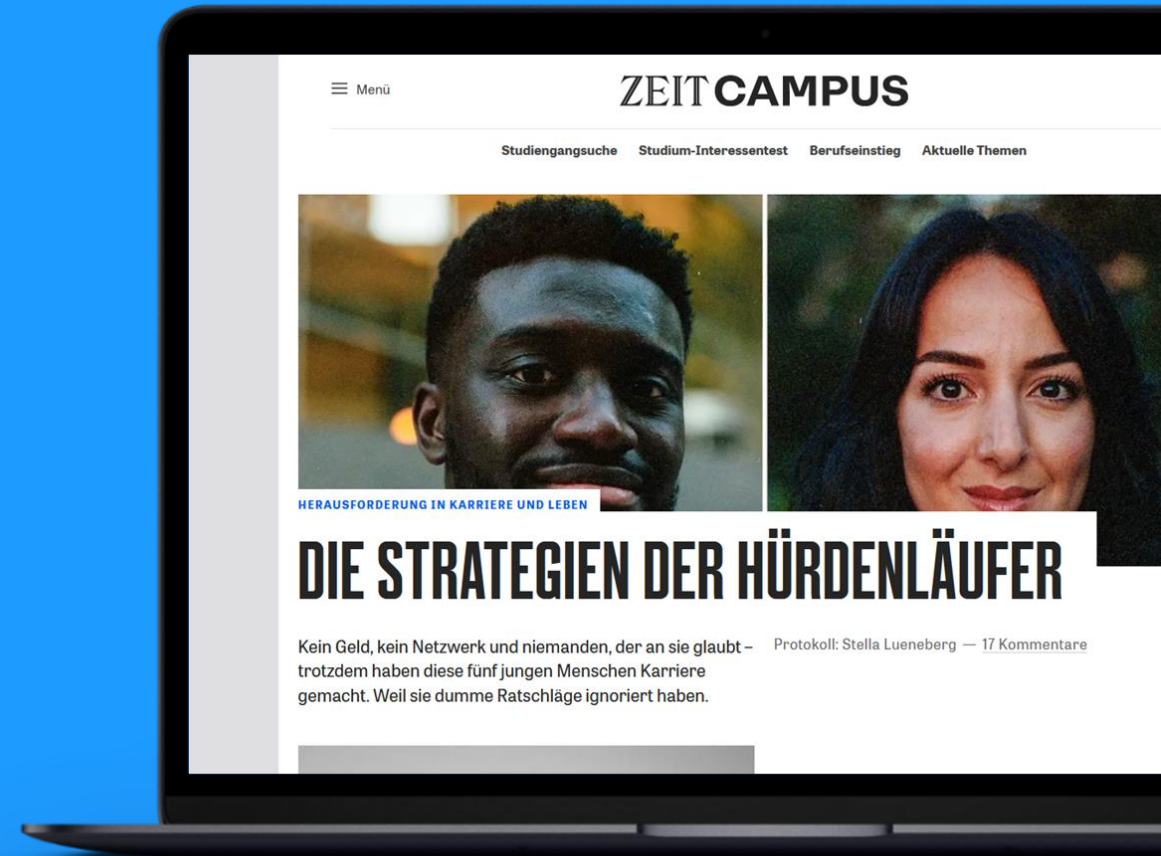 Menü
ZEIT CAMPUS
Studiengangsuche Studium-Interessentest Berufseinstieg Aktuelle Themen
HERAUSFORDERUNG IN KARRIERE UND LEBEN
DIE STRATEGIEN DER HÜRDENLÄUFER
Kein Geld, kein Netzwerk und niemanden, der an sie glaubt –
trotzdem haben diese fünf jungen Menschen Karriere
gemacht. Weil sie dumme Ratschläge ignoriert haben.
Protokoll: Stella Lueneberg — 17 Kommentare